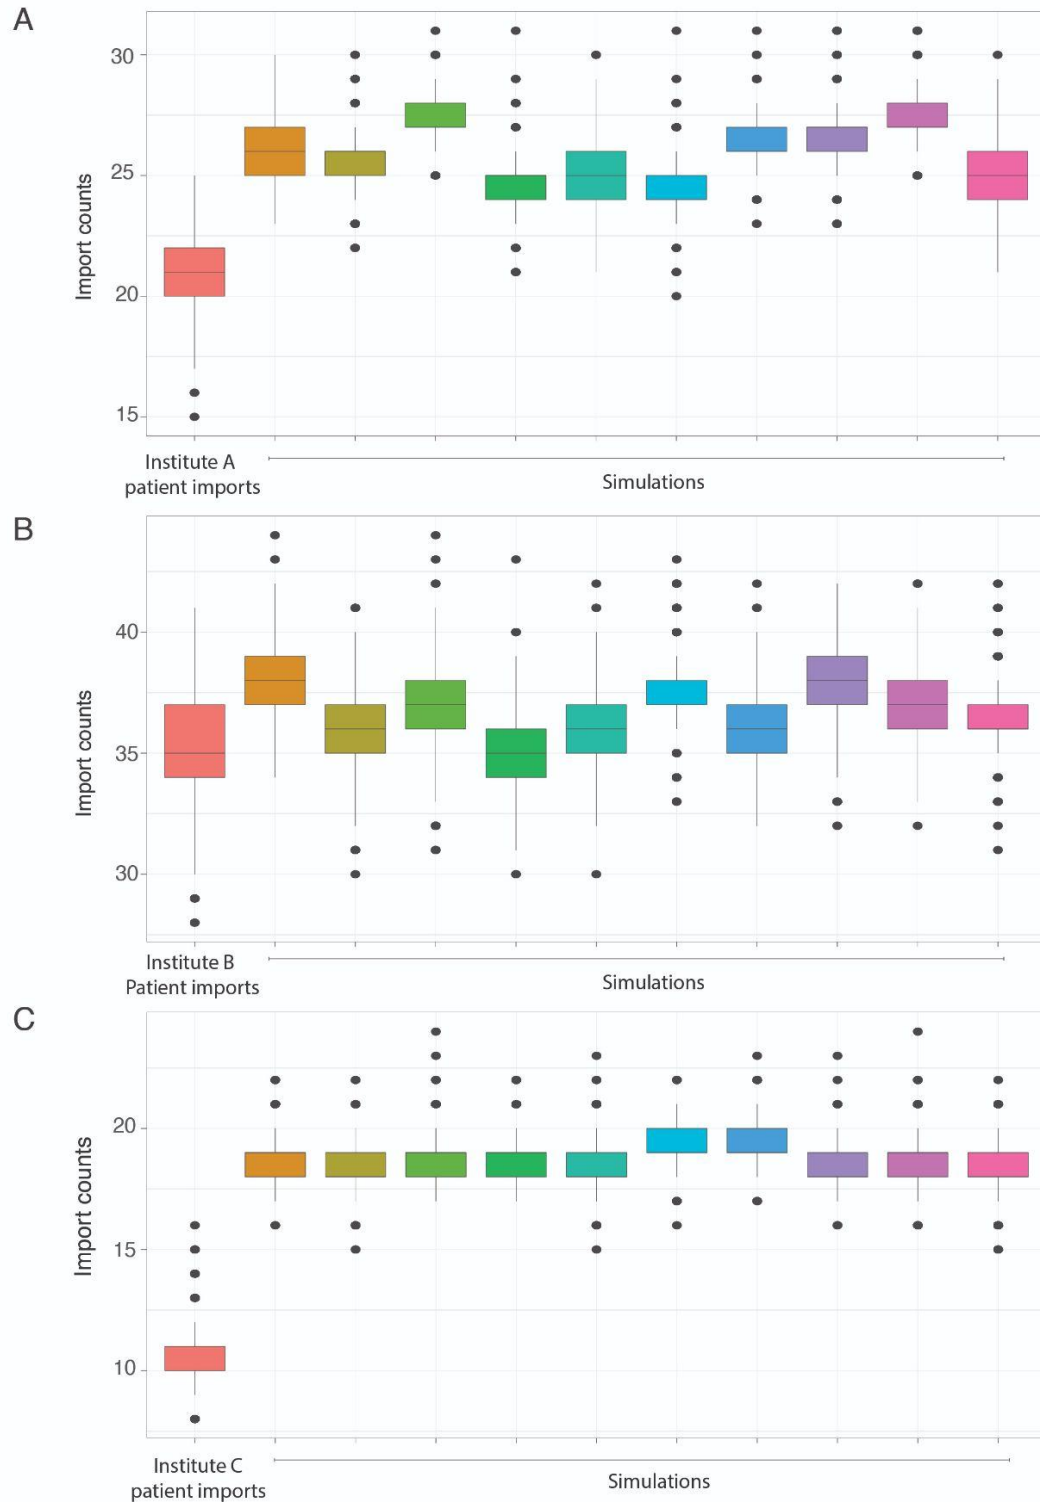 A
Import counts
30
25
20
15
Institute A
patient imports
Simulations
B
Import counts
40
35
30
Institute B
Patient imports
Simulations
C
Import counts
20
15
10
Institute C
patient imports
Simulations